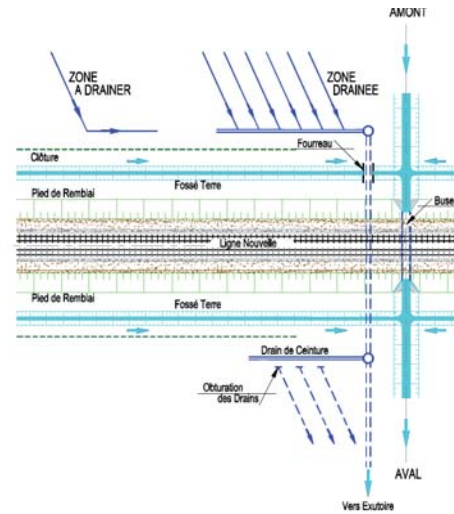 AMONT
ZONE
A DRAINER
ZONE
DRAINEE
Fourreau
Clôture
Fossé Terre
Pied de Remblai
Buse
Ligne Nouvelle
Pied de Remblai
Fossé Terre
Drain de Ceinture
Obturation
des Drains
AVAL
Vers Exutoire